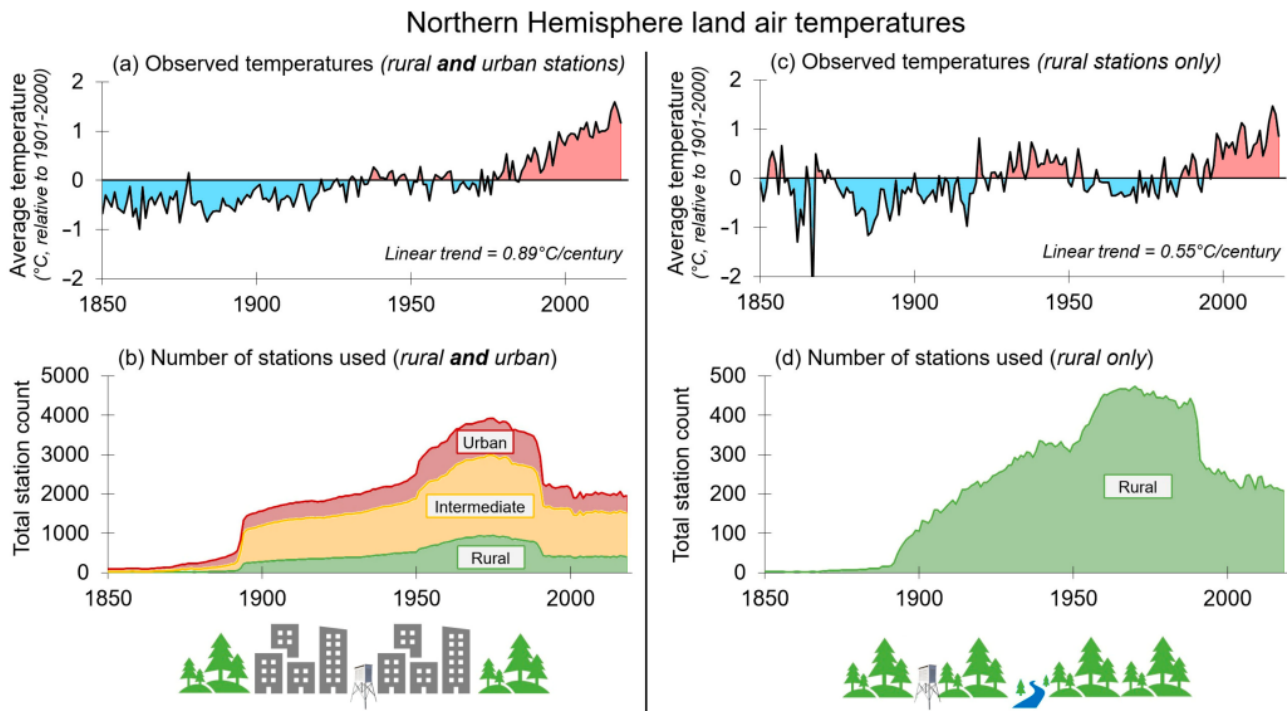 Northern Hemisphere land air temperatures
(a) Observed temperatures (rural and urban stations)
Average temperature
(°C, relative to 1901-2000)
2
1
0
−1
−2
Linear trend = 0.89°C/century
1850
1900
1950
2000
(b) Number of stations used (rural and urban)
Total station count
5000
4000
3000
2000
1000
0
Urban
Intermediate
Rural
1850
1900
1950
2000
(c) Observed temperatures (rural stations only)
Average temperature
(°C, relative to 1901-2000)
2
1
0
−1
−2
Linear trend = 0.55°C/century
1850
1900
1950
2000
(d) Number of stations used (rural only)
Total station count
500
400
300
200
100
0
Rural
1850
1900
1950
2000